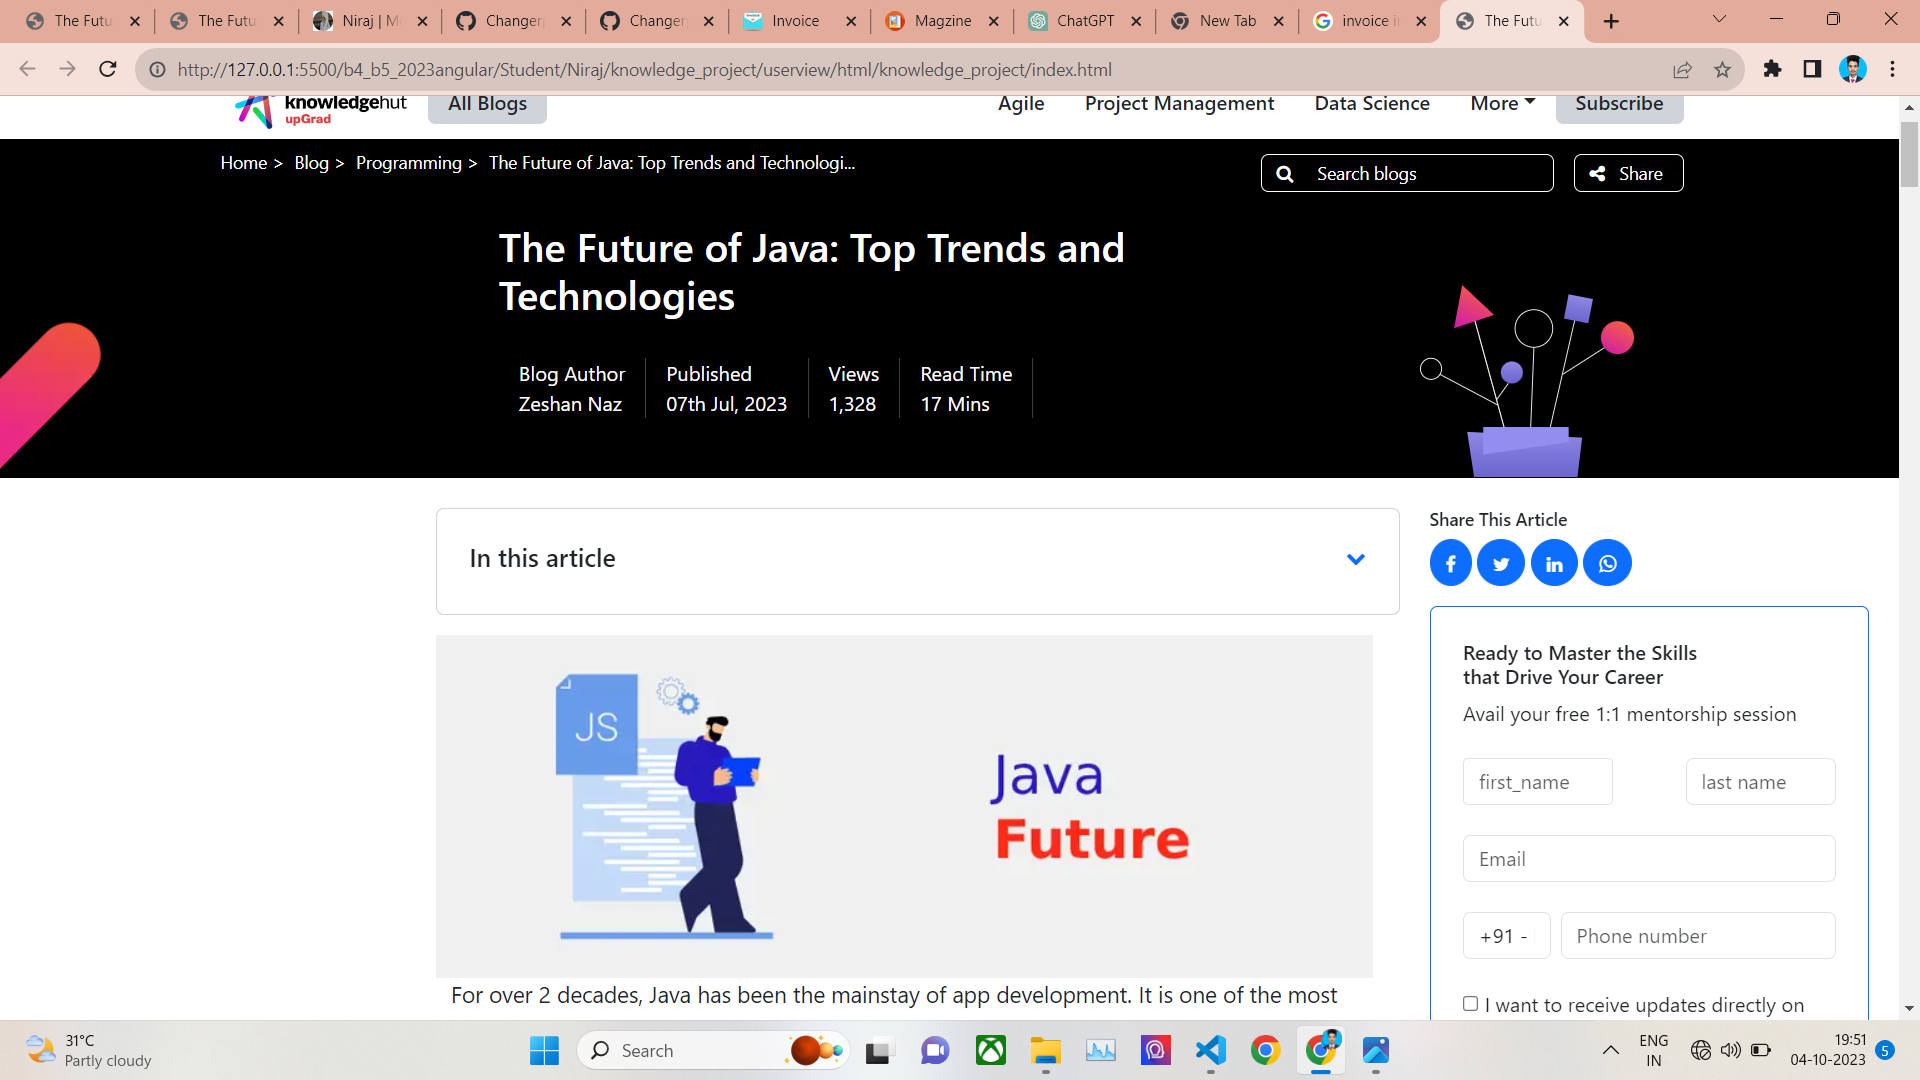 The Futu
The Futu
Niraj | M
Changer
Changer
Invoice
Magzine
ChatGPT
New Tab
invoice i
The Futu
http://127.0.0.1:5500/b4_b5_2023angular/Student/Niraj/knowledge_project/userview/html/knowledge_project/index.html
knowledgehut
upGrad
All Blogs
Agile
Project Management
Data Science
More
Subscribe
Home > Blog > Programming > The Future of Java: Top Trends and Technologi...
Search blogs
Share
The Future of Java: Top Trends and
Technologies
Blog Author
Zeshan Naz
Published
07th Jul, 2023
Views
1,328
Read Time
17 Mins
In this article
Share This Article
JS
Java
Future
For over 2 decades, Java has been the mainstay of app development. It is one of the most
Ready to Master the Skills
that Drive Your Career
Avail your free 1:1 mentorship session
first_name
last name
Email
+91 -
Phone number
I want to receive updates directly on
31°C
Partly cloudy
Search
ENG
IN
19:51
04-10-2023
5